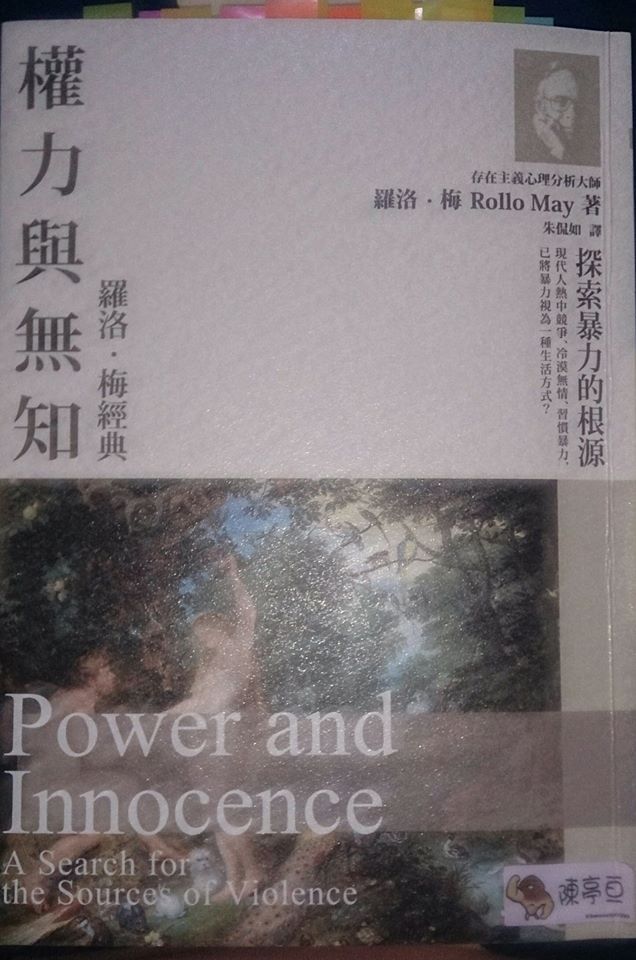 權力與無知
羅洛．梅經典
存在主義心理分析大師
羅洛．梅 Rollo May 著
朱侃如 譯
探索暴力的根源
現代人熱中競爭、冷漠無情、習慣暴力，
已將暴力視為一種生活方式？
Power and
Innocence
A Search for
the Sources of Violence
陳亭亘